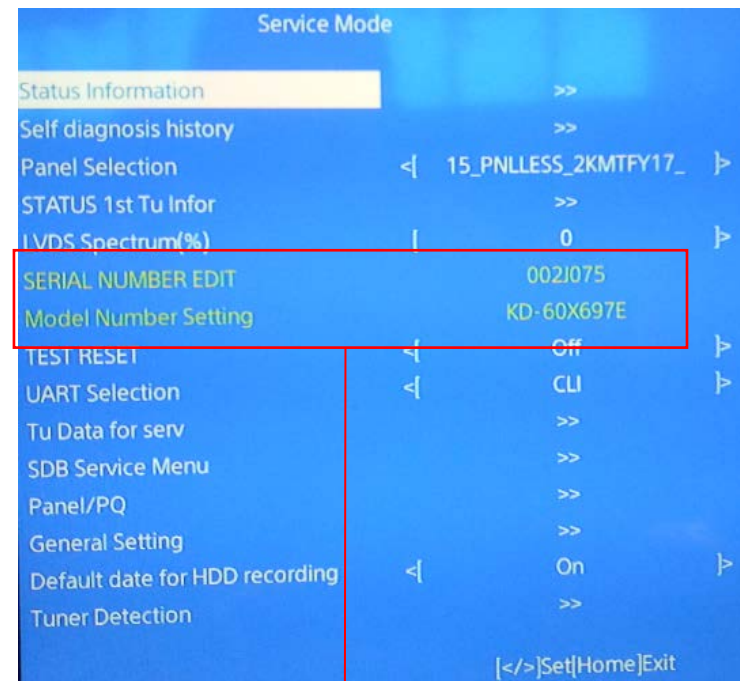 Service Mode
Status Information >>
Self diagnosis history >>
Panel Selection <[ 15_PNLLESS_2KMTFY17_ ]>
STATUS 1st Tu Infor >>
LVDS Spectrum(%) [ 0 ]>
SERIAL NUMBER EDIT 002J075
Model Number Setting KD-60X697E
TEST RESET <[ Off ]>
UART Selection <[ CLI ]>
Tu Data for serv >>
SDB Service Menu >>
Panel/PQ >>
General Setting >>
Default date for HDD recording <[ On ]>
Tuner Detection >>
[</>]Set[Home]Exit